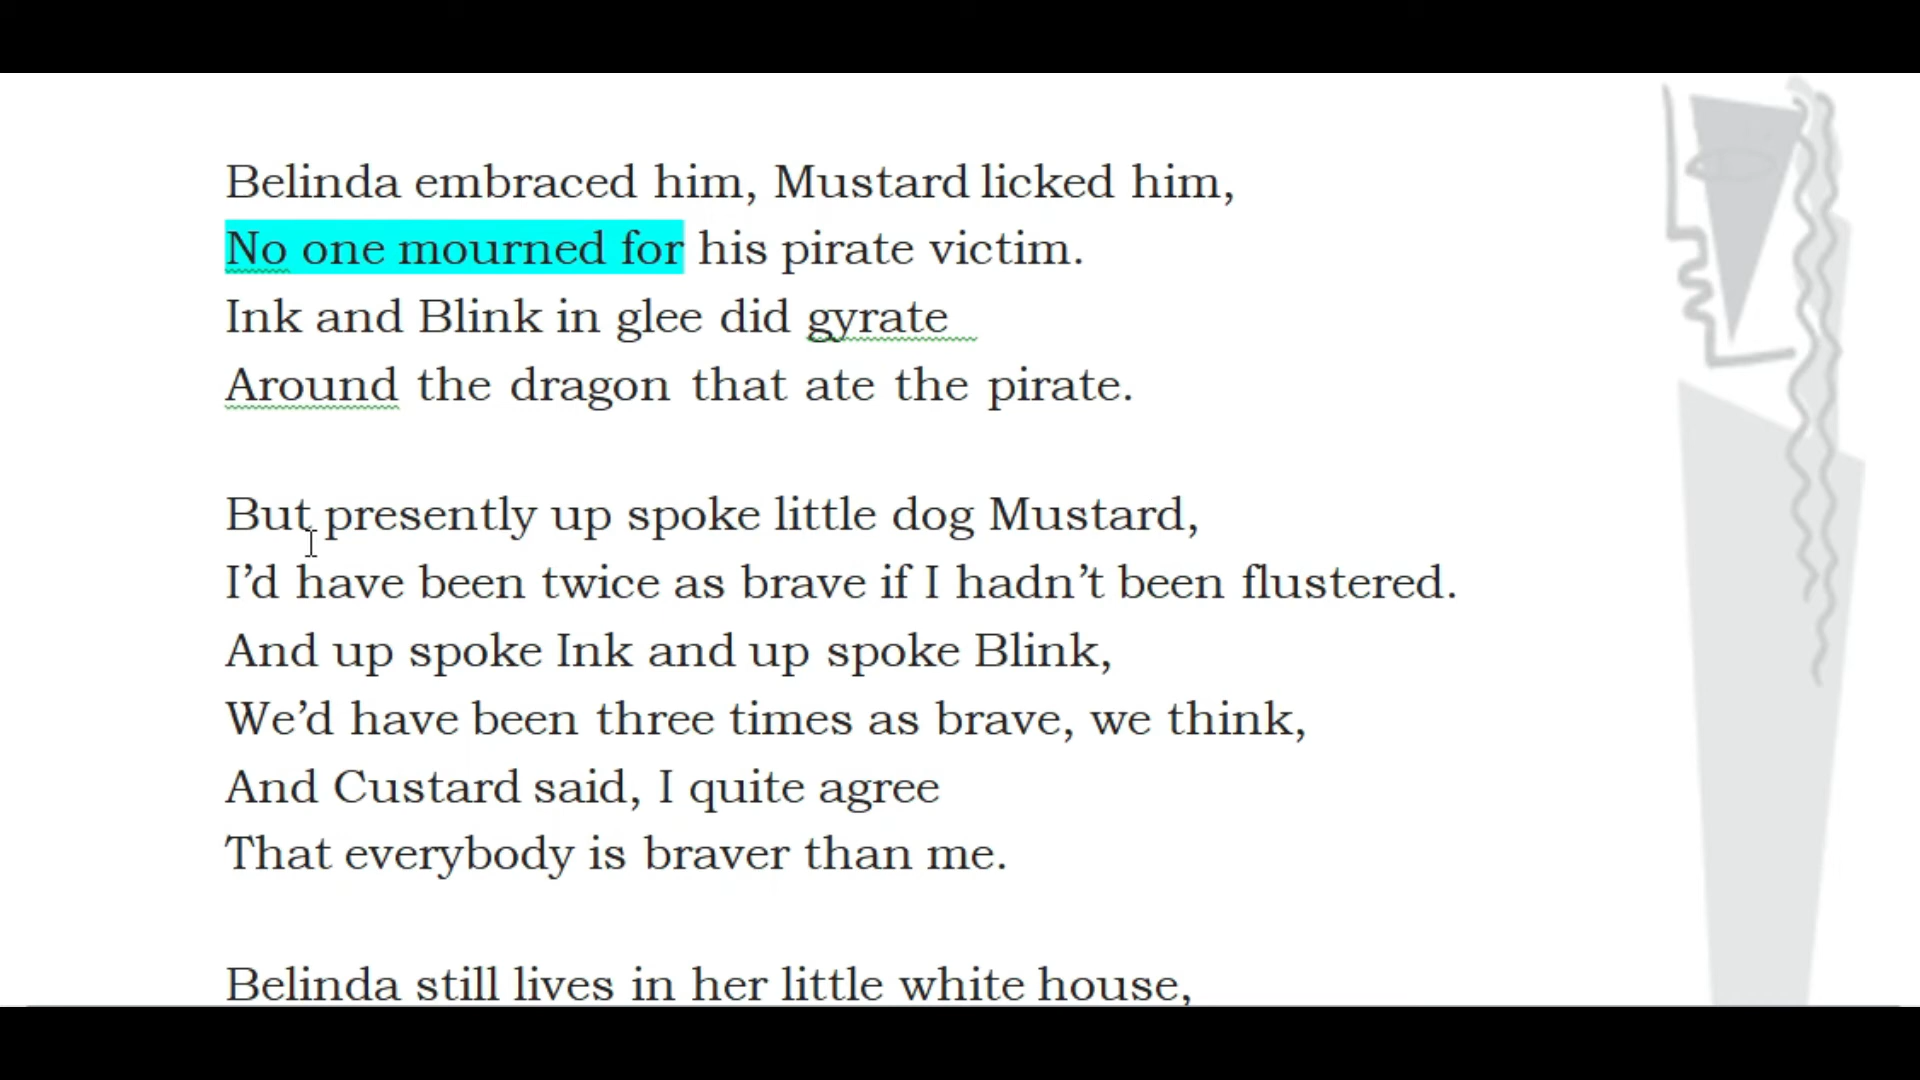 Belinda embraced him, Mustard licked him,
No one mourned for his pirate victim.
Ink and Blink in glee did gyrate
Around the dragon that ate the pirate.
But presently up spoke little dog Mustard,
I’d have been twice as brave if I hadn’t been flustered.
And up spoke Ink and up spoke Blink,
We’d have been three times as brave, we think,
And Custard said, I quite agree
That everybody is braver than me.
Belinda still lives in her little white house,